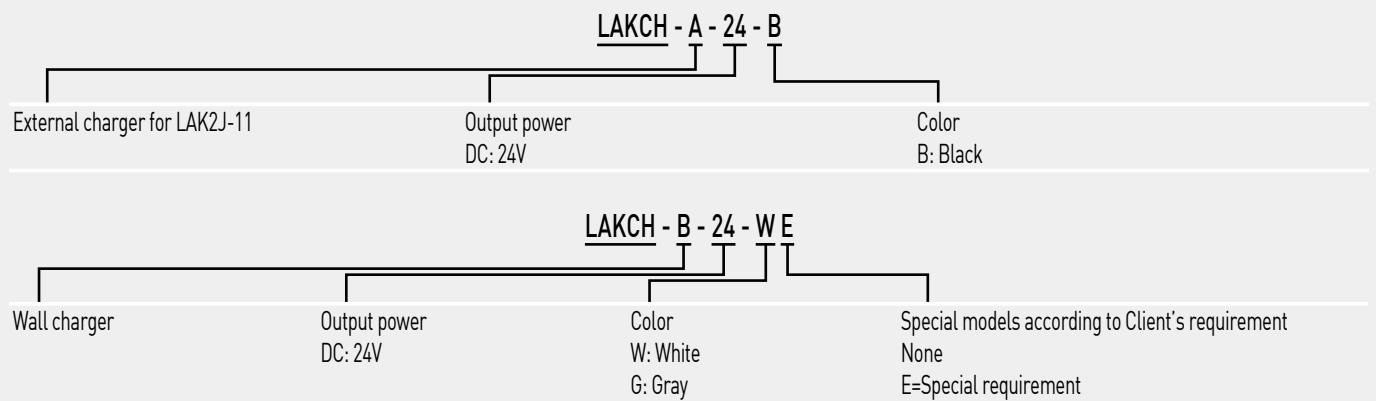 LAKCH - A - 24 - B
External charger for LAK2J-11
Output power
DC: 24V
Color
B: Black
LAKCH - B - 24 - W E
Wall charger
Output power
DC: 24V
Color
W: White
G: Gray
Special models according to Client's requirement
None
E=Special requirement